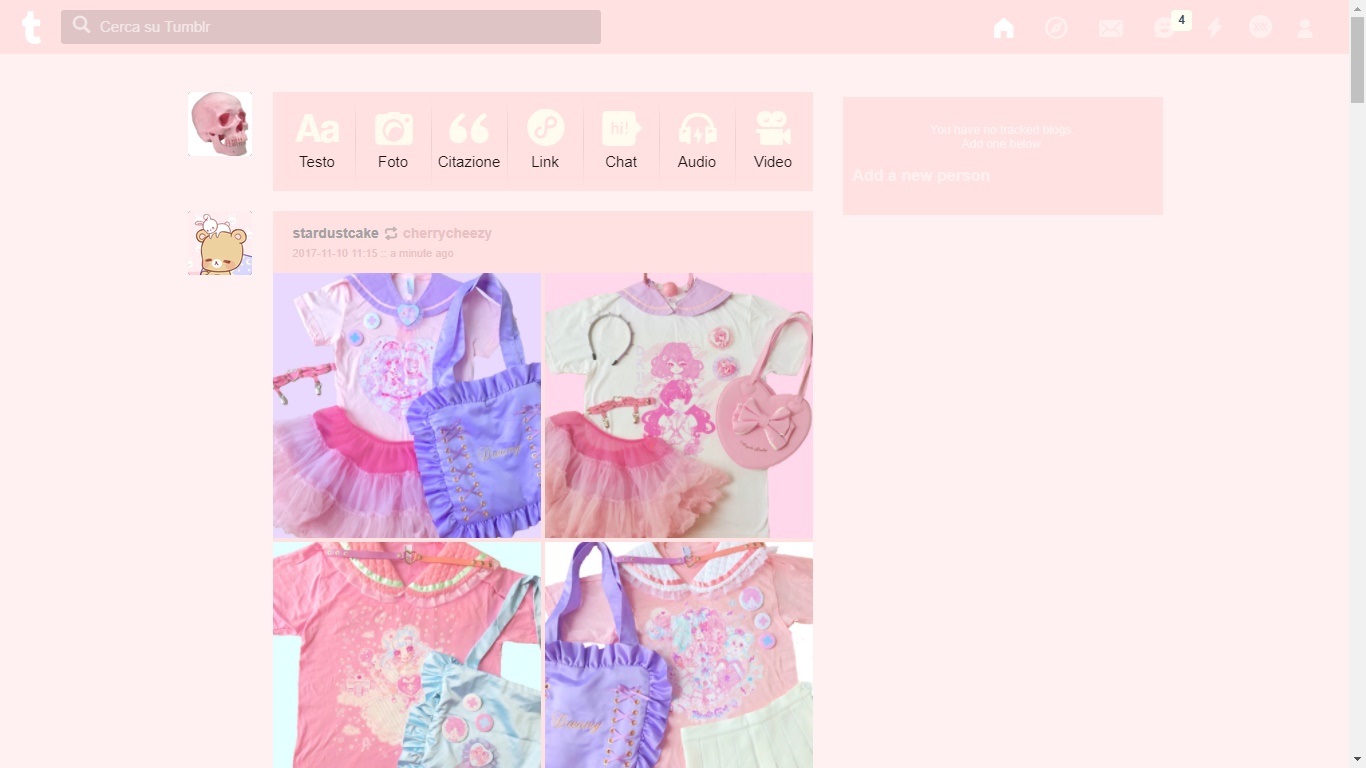 t
Cerca su Tumblr
4
Aa
hi!
Testo
Foto
Citazione
Link
Chat
Audio
Video
You have no tracked blogs
Add one below
Add a new person
stardustcake cherrycheezy
2017-11-10 11:15 :: a minute ago